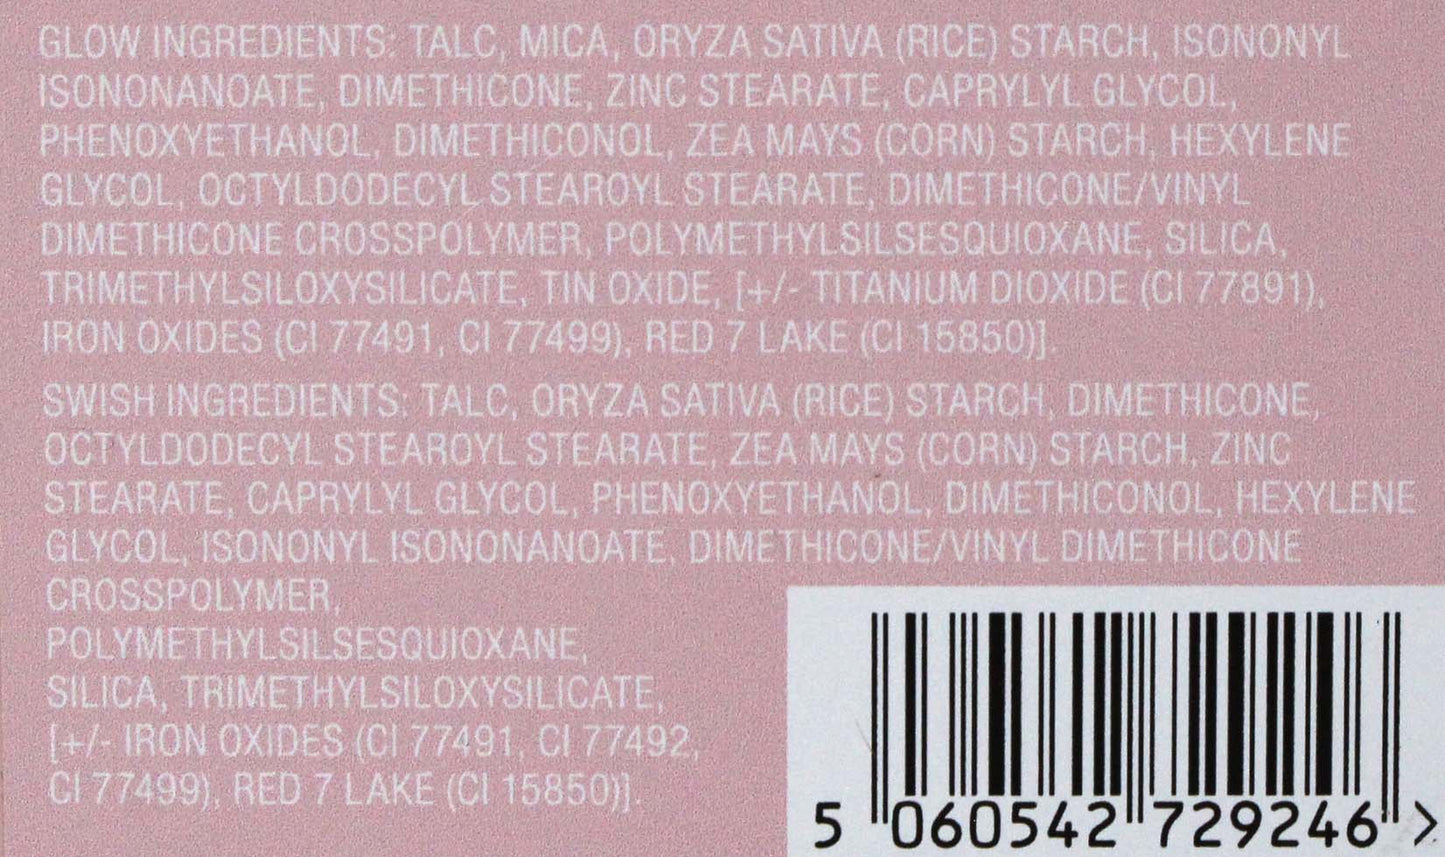 GLOW INGREDIENTS: TALC, MICA, ORYZA SATIVA (RICE) STARCH, ISONONYL
ISONONANOATE, DIMETHICONE, ZINC STEARATE, CAPRYLYL GLYCOL,
PHENOXYETHANOL, DIMETHICONOL, ZEA MAYS (CORN) STARCH, HEXYLENE
GLYCOL, OCTYLDODECYL STEAROYL STEARATE, DIMETHICONE/VINYL
DIMETHICONE CROSSPOLYMER, POLYMETHYLSILSESQUIOXANE, SILICA,
TRIMETHYLSILOXYSILICATE, TIN OXIDE, [+/- TITANIUM DIOXIDE (CI 77891),
IRON OXIDES (CI 77491, CI 77499), RED 7 LAKE (CI 15850)].
SWISH INGREDIENTS: TALC, ORYZA SATIVA (RICE) STARCH, DIMETHICONE,
OCTYLDODECYL STEAROYL STEARATE, ZEA MAYS (CORN) STARCH, ZINC
STEARATE, CAPRYLYL GLYCOL, PHENOXYETHANOL, DIMETHICONOL, HEXYLENE
GLYCOL, ISONONYL ISONONANOATE, DIMETHICONE/VINYL DIMETHICONE
CROSSPOLYMER,
POLYMETHYLSILSESQUIOXANE,
SILICA, TRIMETHYLSILOXYSILICATE,
[+/- IRON OXIDES (CI 77491, CI 77492,
CI 77499), RED 7 LAKE (CI 15850)].
5 060542 729246 >